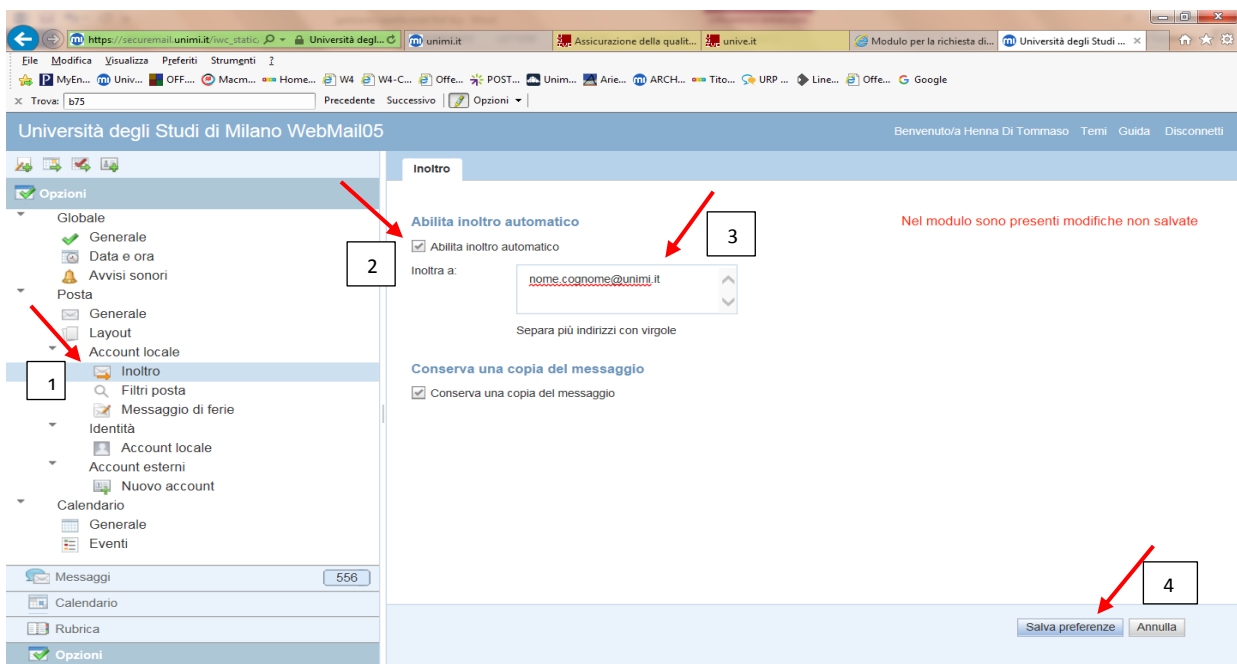 https://securemail.unimi.it/iwc_static/
Università degl...
unimi.it
Assicurazione della qualit...
unive.it
Modulo per la richiesta di...
Università degli Studi ...
File Modifica Visualizza Preferiti Strumenti ?
MyEn... Univ... OFF.... Macm... Home... W4 W4-C... Offe... POST... Unim... Arie... ARCH... Tito... URP ... Line... Offe... Google
x Trova: b75 Precedente Successivo Opzioni
Università degli Studi di Milano WebMail05
Benvenuto/a Henna Di Tommaso Temi Guida Disconnetti
Opzioni
Globale
Generale
Data e ora
Avvisi sonori
Posta
Generale
Layout
Account locale
1
Inoltro
Filtri posta
Messaggio di ferie
Identità
Account locale
Account esterni
Nuovo account
Calendario
Generale
Eventi
Messaggi 556
Calendario
Rubrica
Opzioni
Inoltro
Abilita inoltro automatico
Nel modulo sono presenti modifiche non salvate
2
Abilita inoltro automatico
3
Inoltra a:
nome.cognome@unimi.it
Separa più indirizzi con virgole
Conserva una copia del messaggio
Conserva una copia del messaggio
4
Salva preferenze Annulla